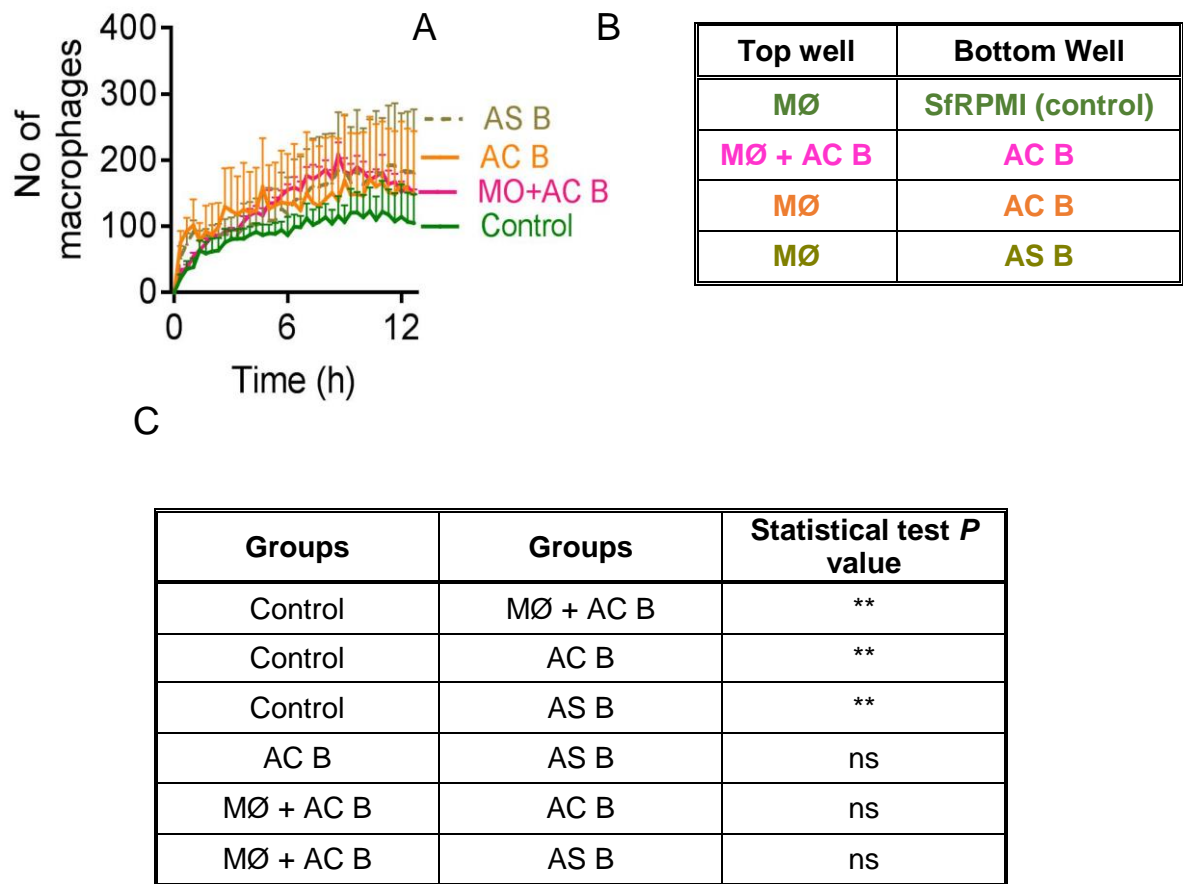 A
B
No of
macrophages
400
300
200
100
0
0 6 12
Time (h)
AS B
AC B
MO+AC B
Control
Top well Bottom Well
MØ SfRPMI (control)
MØ + AC B AC B
MØ AC B
MØ AS B
C
Groups Groups Statistical test P
value
Control MØ + AC B **
Control AC B **
Control AS B **
AC B AS B ns
MØ + AC B AC B ns
MØ + AC B AS B ns